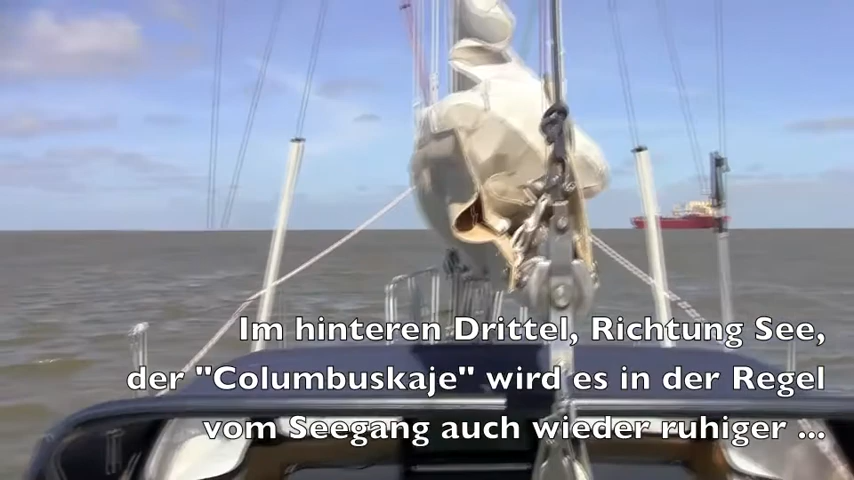 Im hinteren Drittel, Richtung See,
der "Columbuskaje" wird es in der Regel
vom Seegang auch wieder ruhiger ...